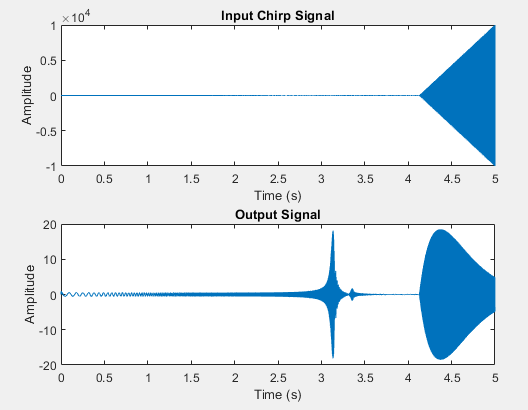 Input Chirp Signal
×10^4
1
0.5
0
-0.5
-1
Amplitude
0 0.5 1 1.5 2 2.5 3 3.5 4 4.5 5
Time (s)
Output Signal
20
10
0
-10
-20
Amplitude
0 0.5 1 1.5 2 2.5 3 3.5 4 4.5 5
Time (s)